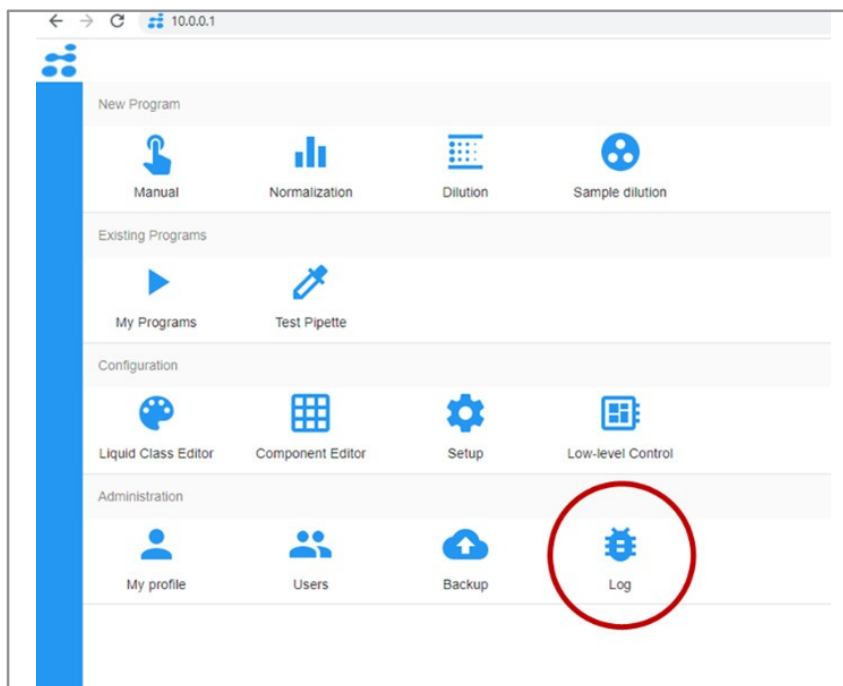 10.0.0.1
New Program
Manual Normalization Dilution Sample dilution
Existing Programs
My Programs Test Pipette
Configuration
Liquid Class Editor Component Editor Setup Low-level Control
Administration
My profile Users Backup Log